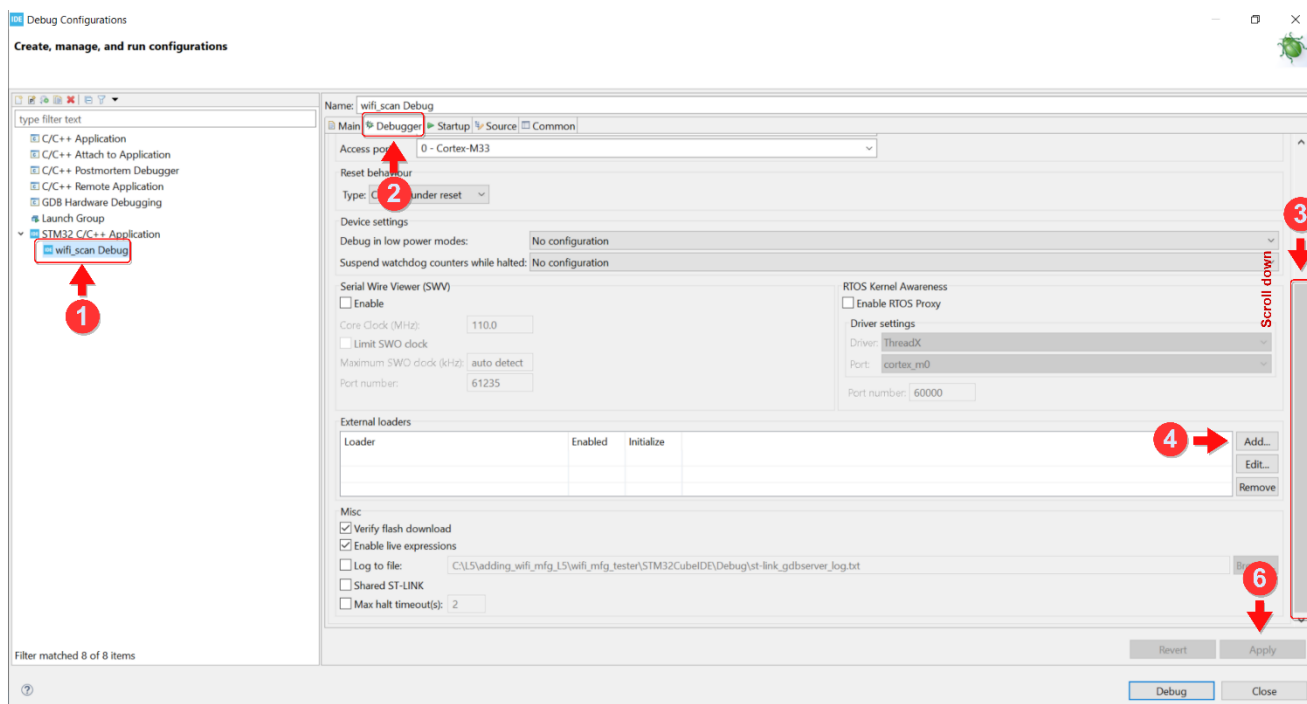 IDE Debug Configurations
Create, manage, and run configurations
type filter text
C/C++ Application
C/C++ Attach to Application
C/C++ Postmortem Debugger
C/C++ Remote Application
GDB Hardware Debugging
Launch Group
STM32 C/C++ Application
IDE wifi_scan Debug
1
Filter matched 8 of 8 items
Name: wifi_scan Debug
Main Debugger Startup Source Common
2
Access por 0 - Cortex-M33
Reset behaviour
Type: C under reset
Device settings
Debug in low power modes: No configuration
Suspend watchdog counters while halted: No configuration
3
Scroll down
Serial Wire Viewer (SWV)
Enable
Core Clock (MHz): 110.0
Limit SWO clock
Maximum SWO clock (kHz): auto detect
Port number: 61235
RTOS Kernel Awareness
Enable RTOS Proxy
Driver settings
Driver: ThreadX
Port: cortex_m0
Port number: 60000
External loaders
Loader Enabled Initialize
4
Add...
Edit...
Remove
Misc
Verify flash download
Enable live expressions
Log to file: C:\L5\adding_wifi_mfg_L5\wifi_mfg_tester\STM32CubeIDE\Debug\st-link_gdbserver_log.txt
Shared ST-LINK
Max halt timeout(s): 2
6
Revert Apply
? Debug Close